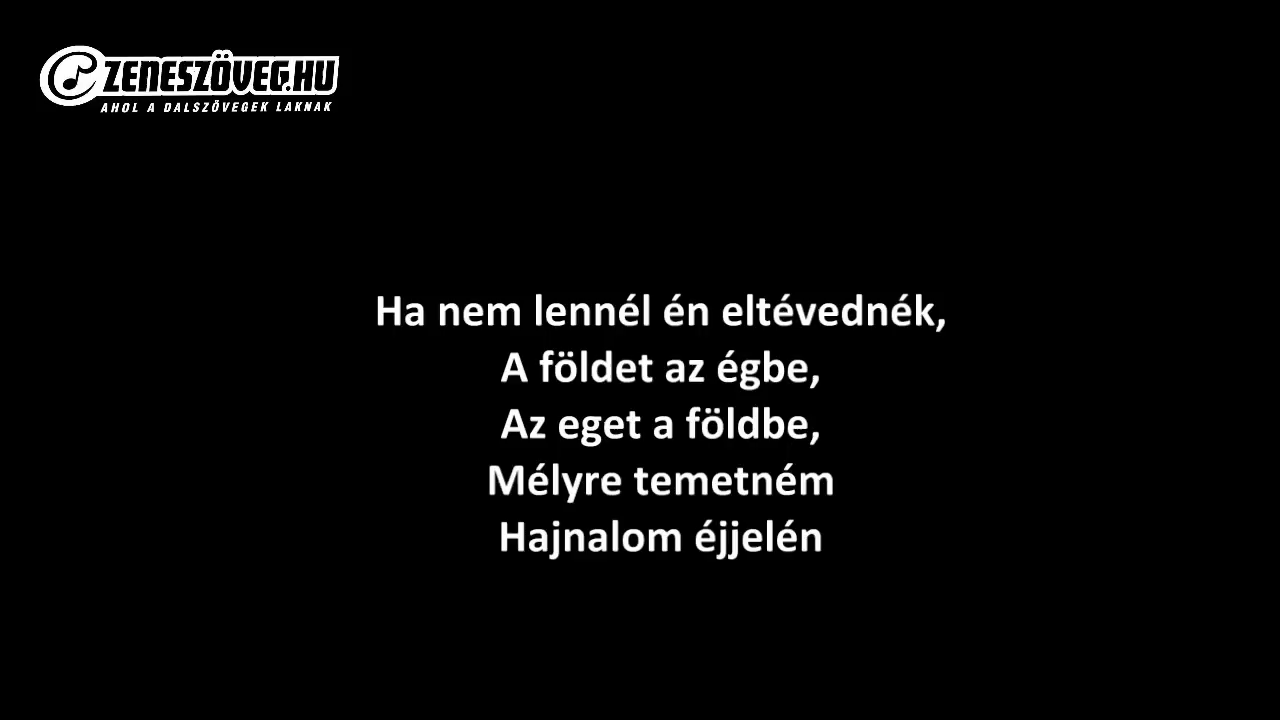 ZENESZÖVEG.HU
AHOL A DALSZÖVEGEK LAKNAK
Ha nem lennél én eltévednék,
A földet az égbe,
Az eget a földbe,
Mélyre temetném
Hajnalom éjjelén